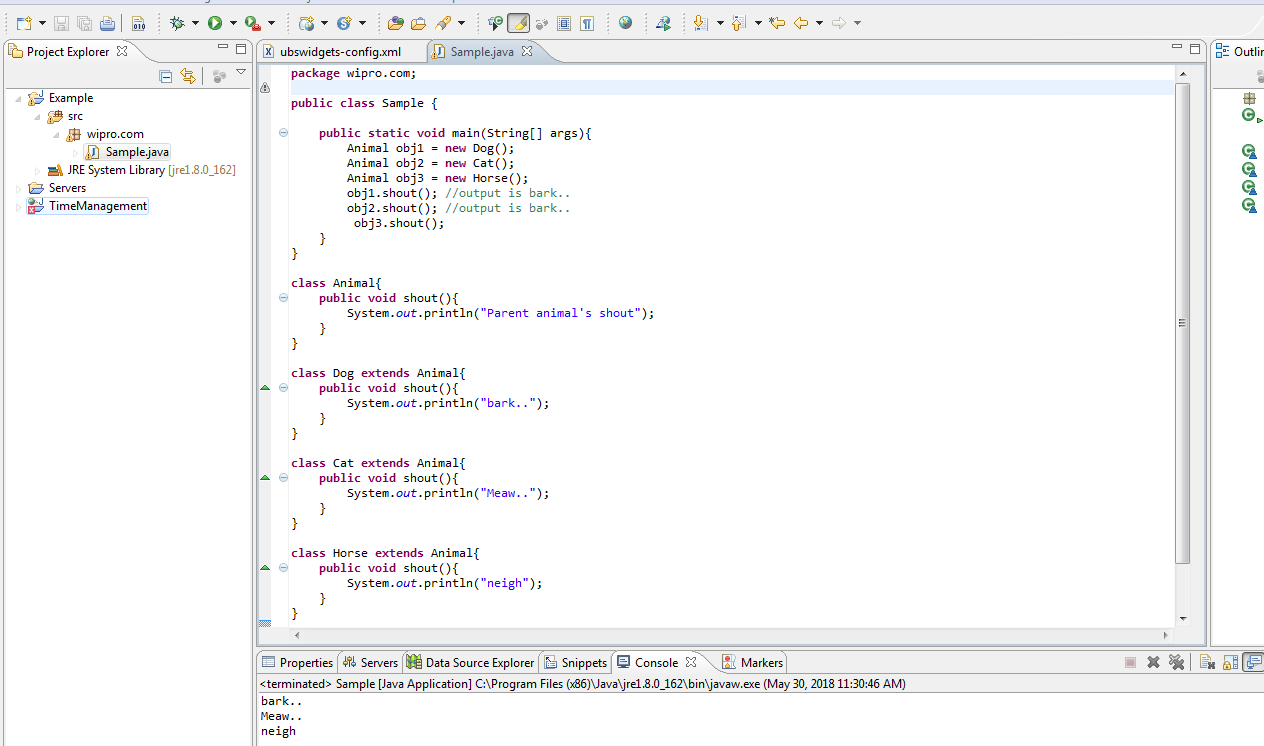 Project Explorer
ubswidgets-config.xml
Sample.java
Outlin
Example
src
wipro.com
Sample.java
JRE System Library [jre1.8.0_162]
Servers
TimeManagement
package wipro.com;
public class Sample {
public static void main(String[] args){
Animal obj1 = new Dog();
Animal obj2 = new Cat();
Animal obj3 = new Horse();
obj1.shout(); //output is bark..
obj2.shout(); //output is bark..
obj3.shout();
}
}
class Animal{
public void shout(){
System.out.println("Parent animal's shout");
}
}
class Dog extends Animal{
public void shout(){
System.out.println("bark..");
}
}
class Cat extends Animal{
public void shout(){
System.out.println("Meaw..");
}
}
class Horse extends Animal{
public void shout(){
System.out.println("neigh");
}
}
Properties
Servers
Data Source Explorer
Snippets
Console
Markers
<terminated> Sample [Java Application] C:\Program Files (x86)\Java\jre1.8.0_162\bin\javaw.exe (May 30, 2018 11:30:46 AM)
bark..
Meaw..
neigh